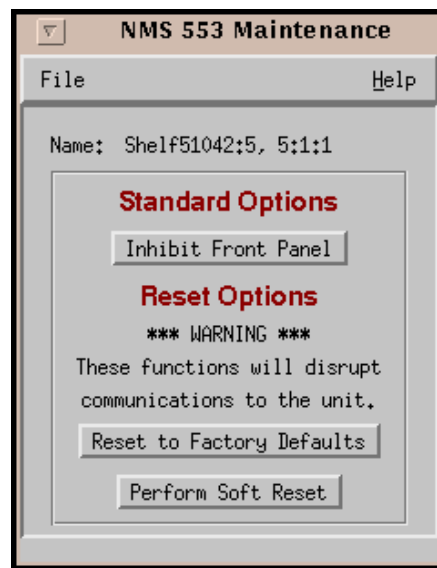 NMS 553 Maintenance
File Help
Name: Shelf51042:5, 5:1:1
Standard Options
Inhibit Front Panel
Reset Options
*** WARNING ***
These functions will disrupt
communications to the unit.
Reset to Factory Defaults
Perform Soft Reset